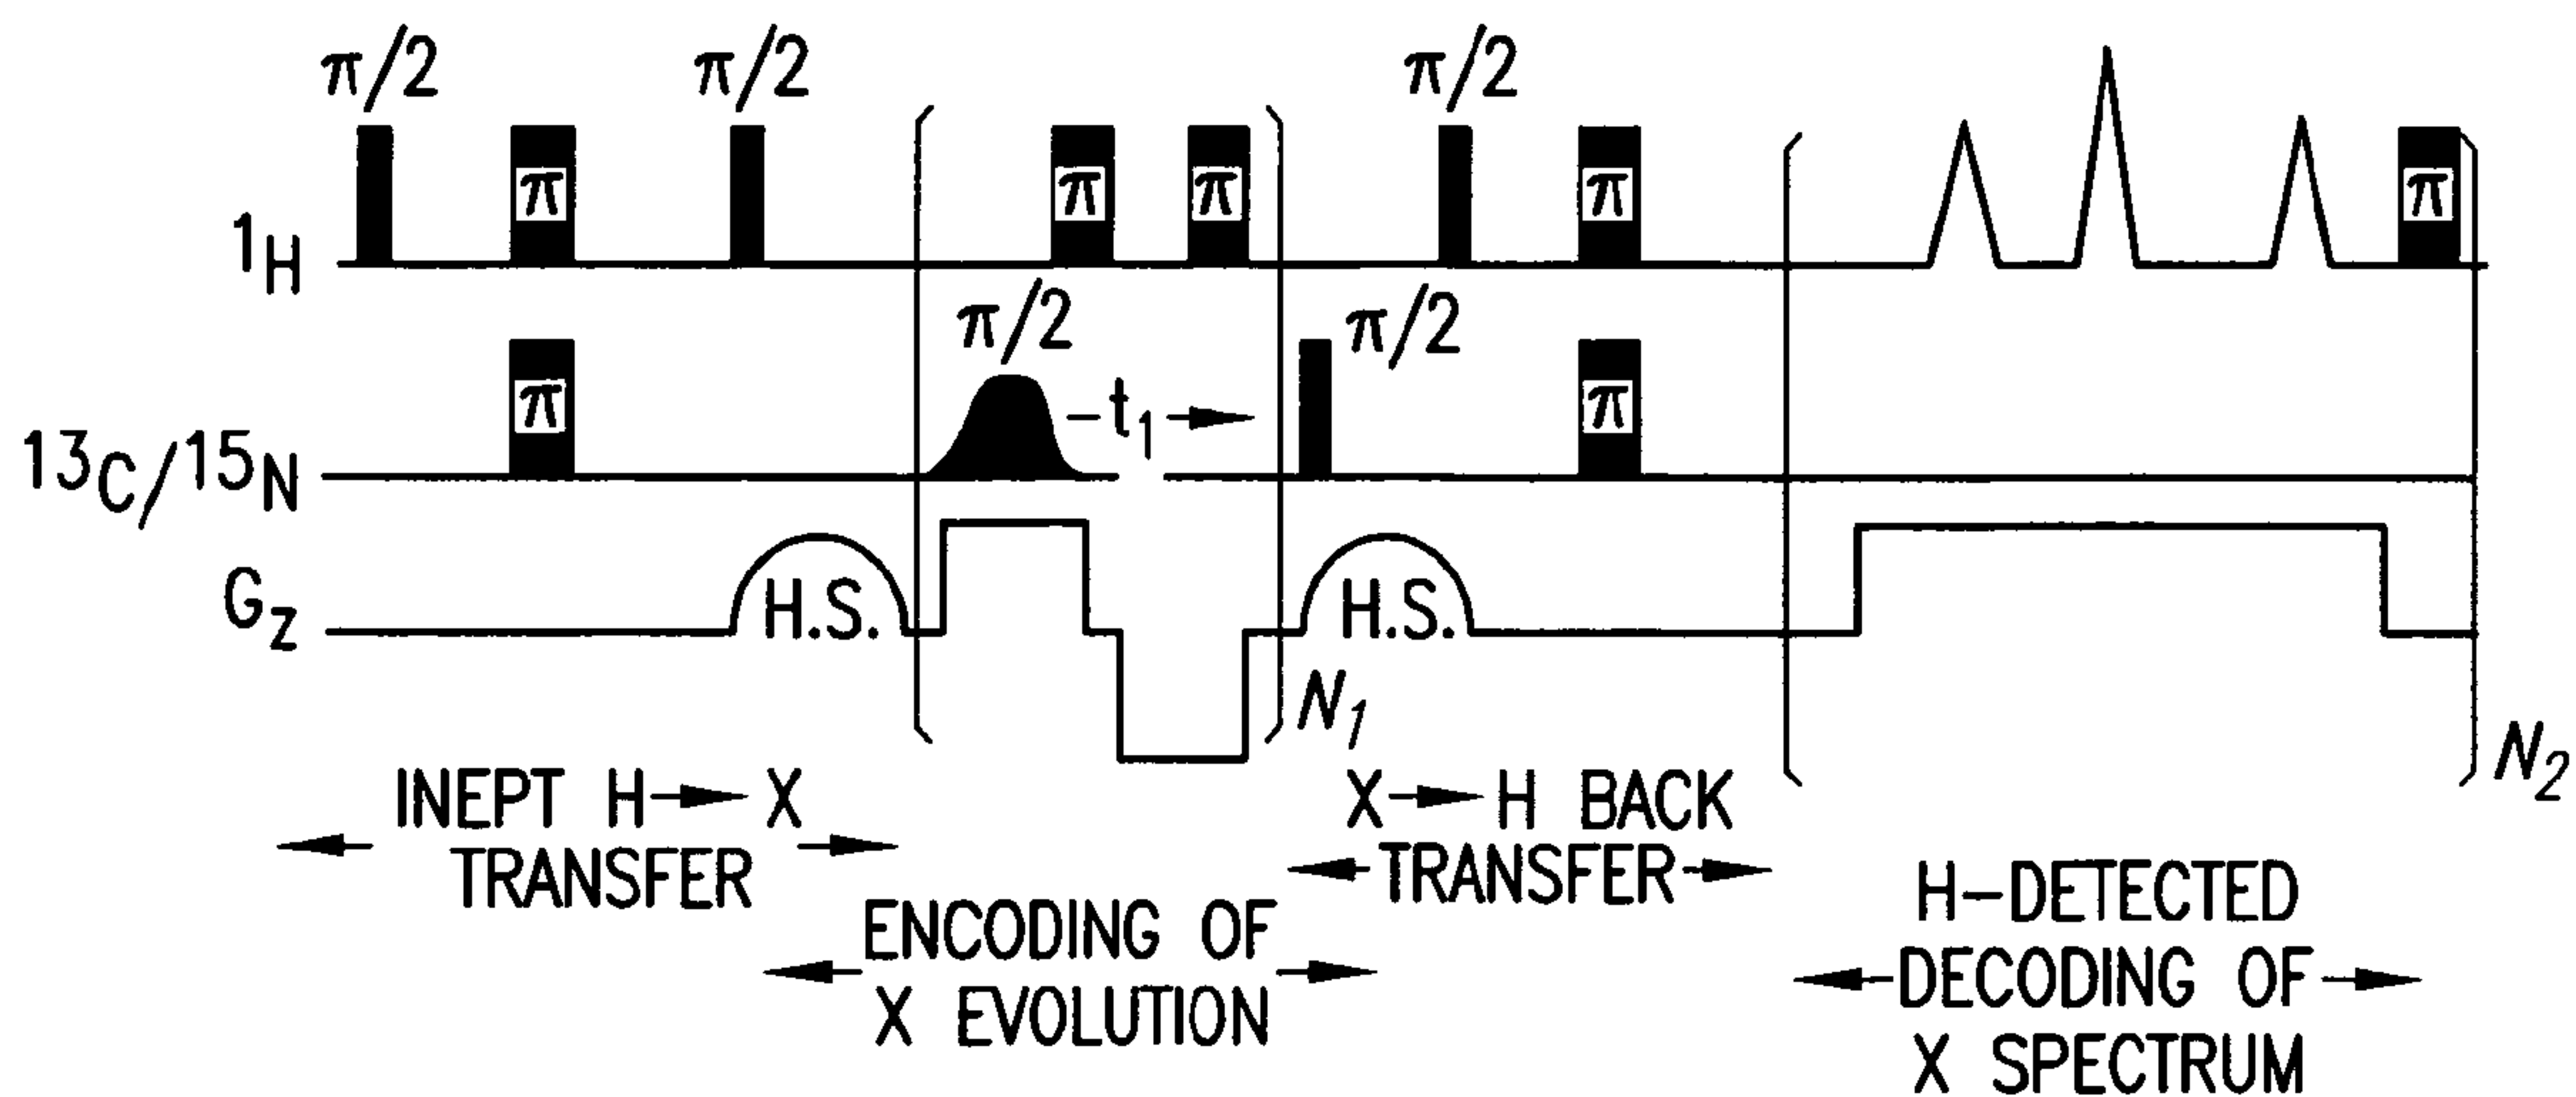 π/2 π/2 π/2
¹H π π π π π
π/2 π/2
¹³C/¹⁵N π t₁ π
G_z H.S. H.S.
N₁ N₂
INEPT H→X
TRANSFER
ENCODING OF
X EVOLUTION
X→H BACK
TRANSFER
H-DETECTED
DECODING OF
X SPECTRUM